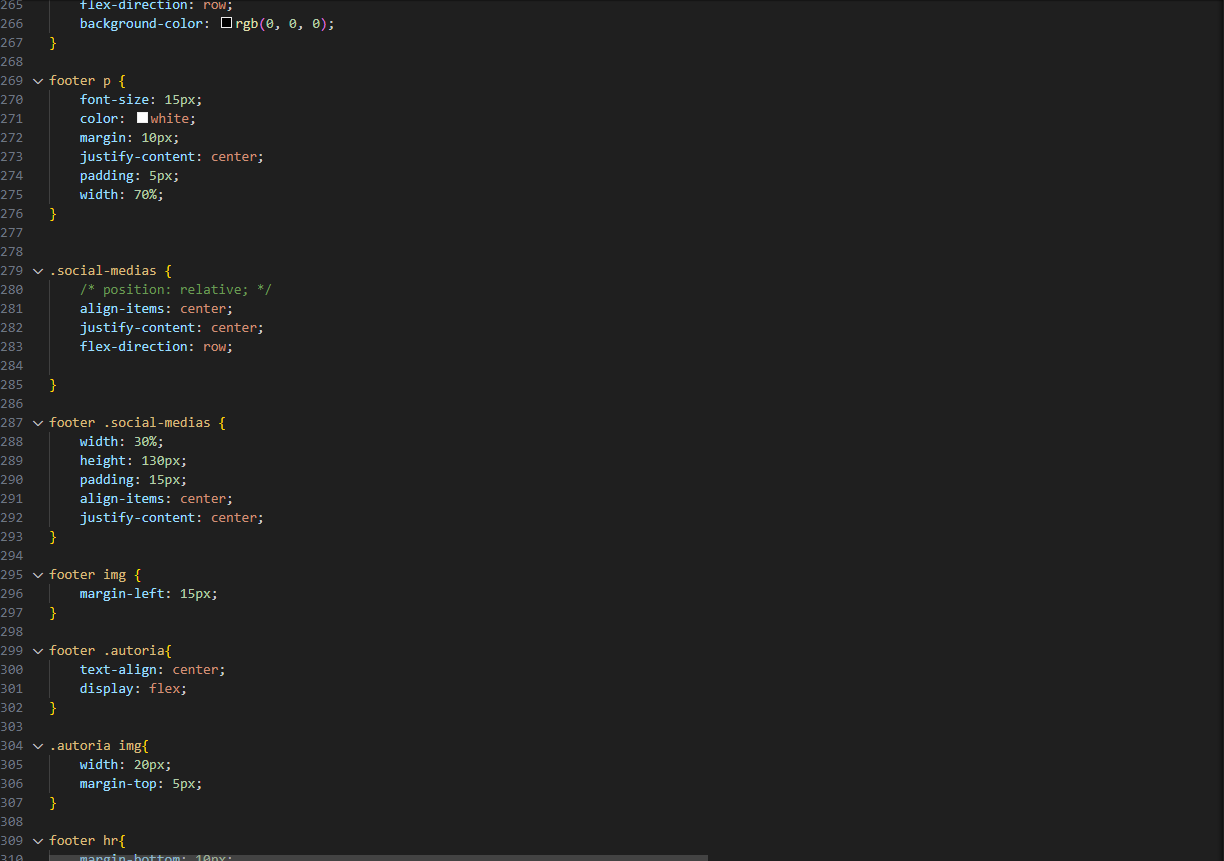 265 flex-direction: row;
266 background-color: rgb(0, 0, 0);
267 }
268
269 footer p {
270 font-size: 15px;
271 color: white;
272 margin: 10px;
273 justify-content: center;
274 padding: 5px;
275 width: 70%;
276 }
277
278
279 .social-medias {
280 /* position: relative; */
281 align-items: center;
282 justify-content: center;
283 flex-direction: row;
284
285 }
286
287 footer .social-medias {
288 width: 30%;
289 height: 130px;
290 padding: 15px;
291 align-items: center;
292 justify-content: center;
293 }
294
295 footer img {
296 margin-left: 15px;
297 }
298
299 footer .autoria{
300 text-align: center;
301 display: flex;
302 }
303
304 .autoria img{
305 width: 20px;
306 margin-top: 5px;
307 }
308
309 footer hr{
310 margin-bottom: 10px;